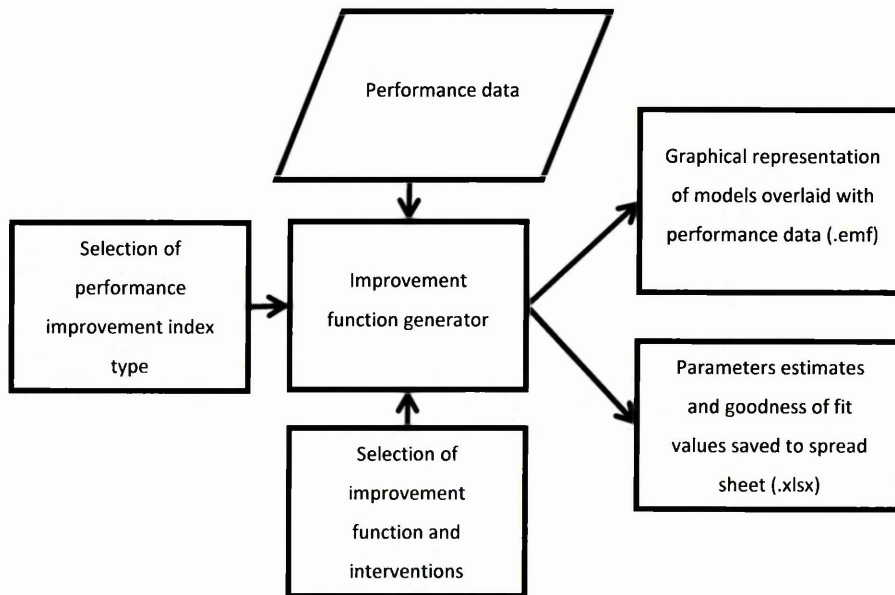 Performance data
Graphical representation
of models overlaid with
performance data (.emf)
Selection of
performance
improvement index
type
Improvement
function generator
Parameters estimates
and goodness of fit
values saved to spread
sheet (.xlsx)
Selection of
improvement
function and
interventions